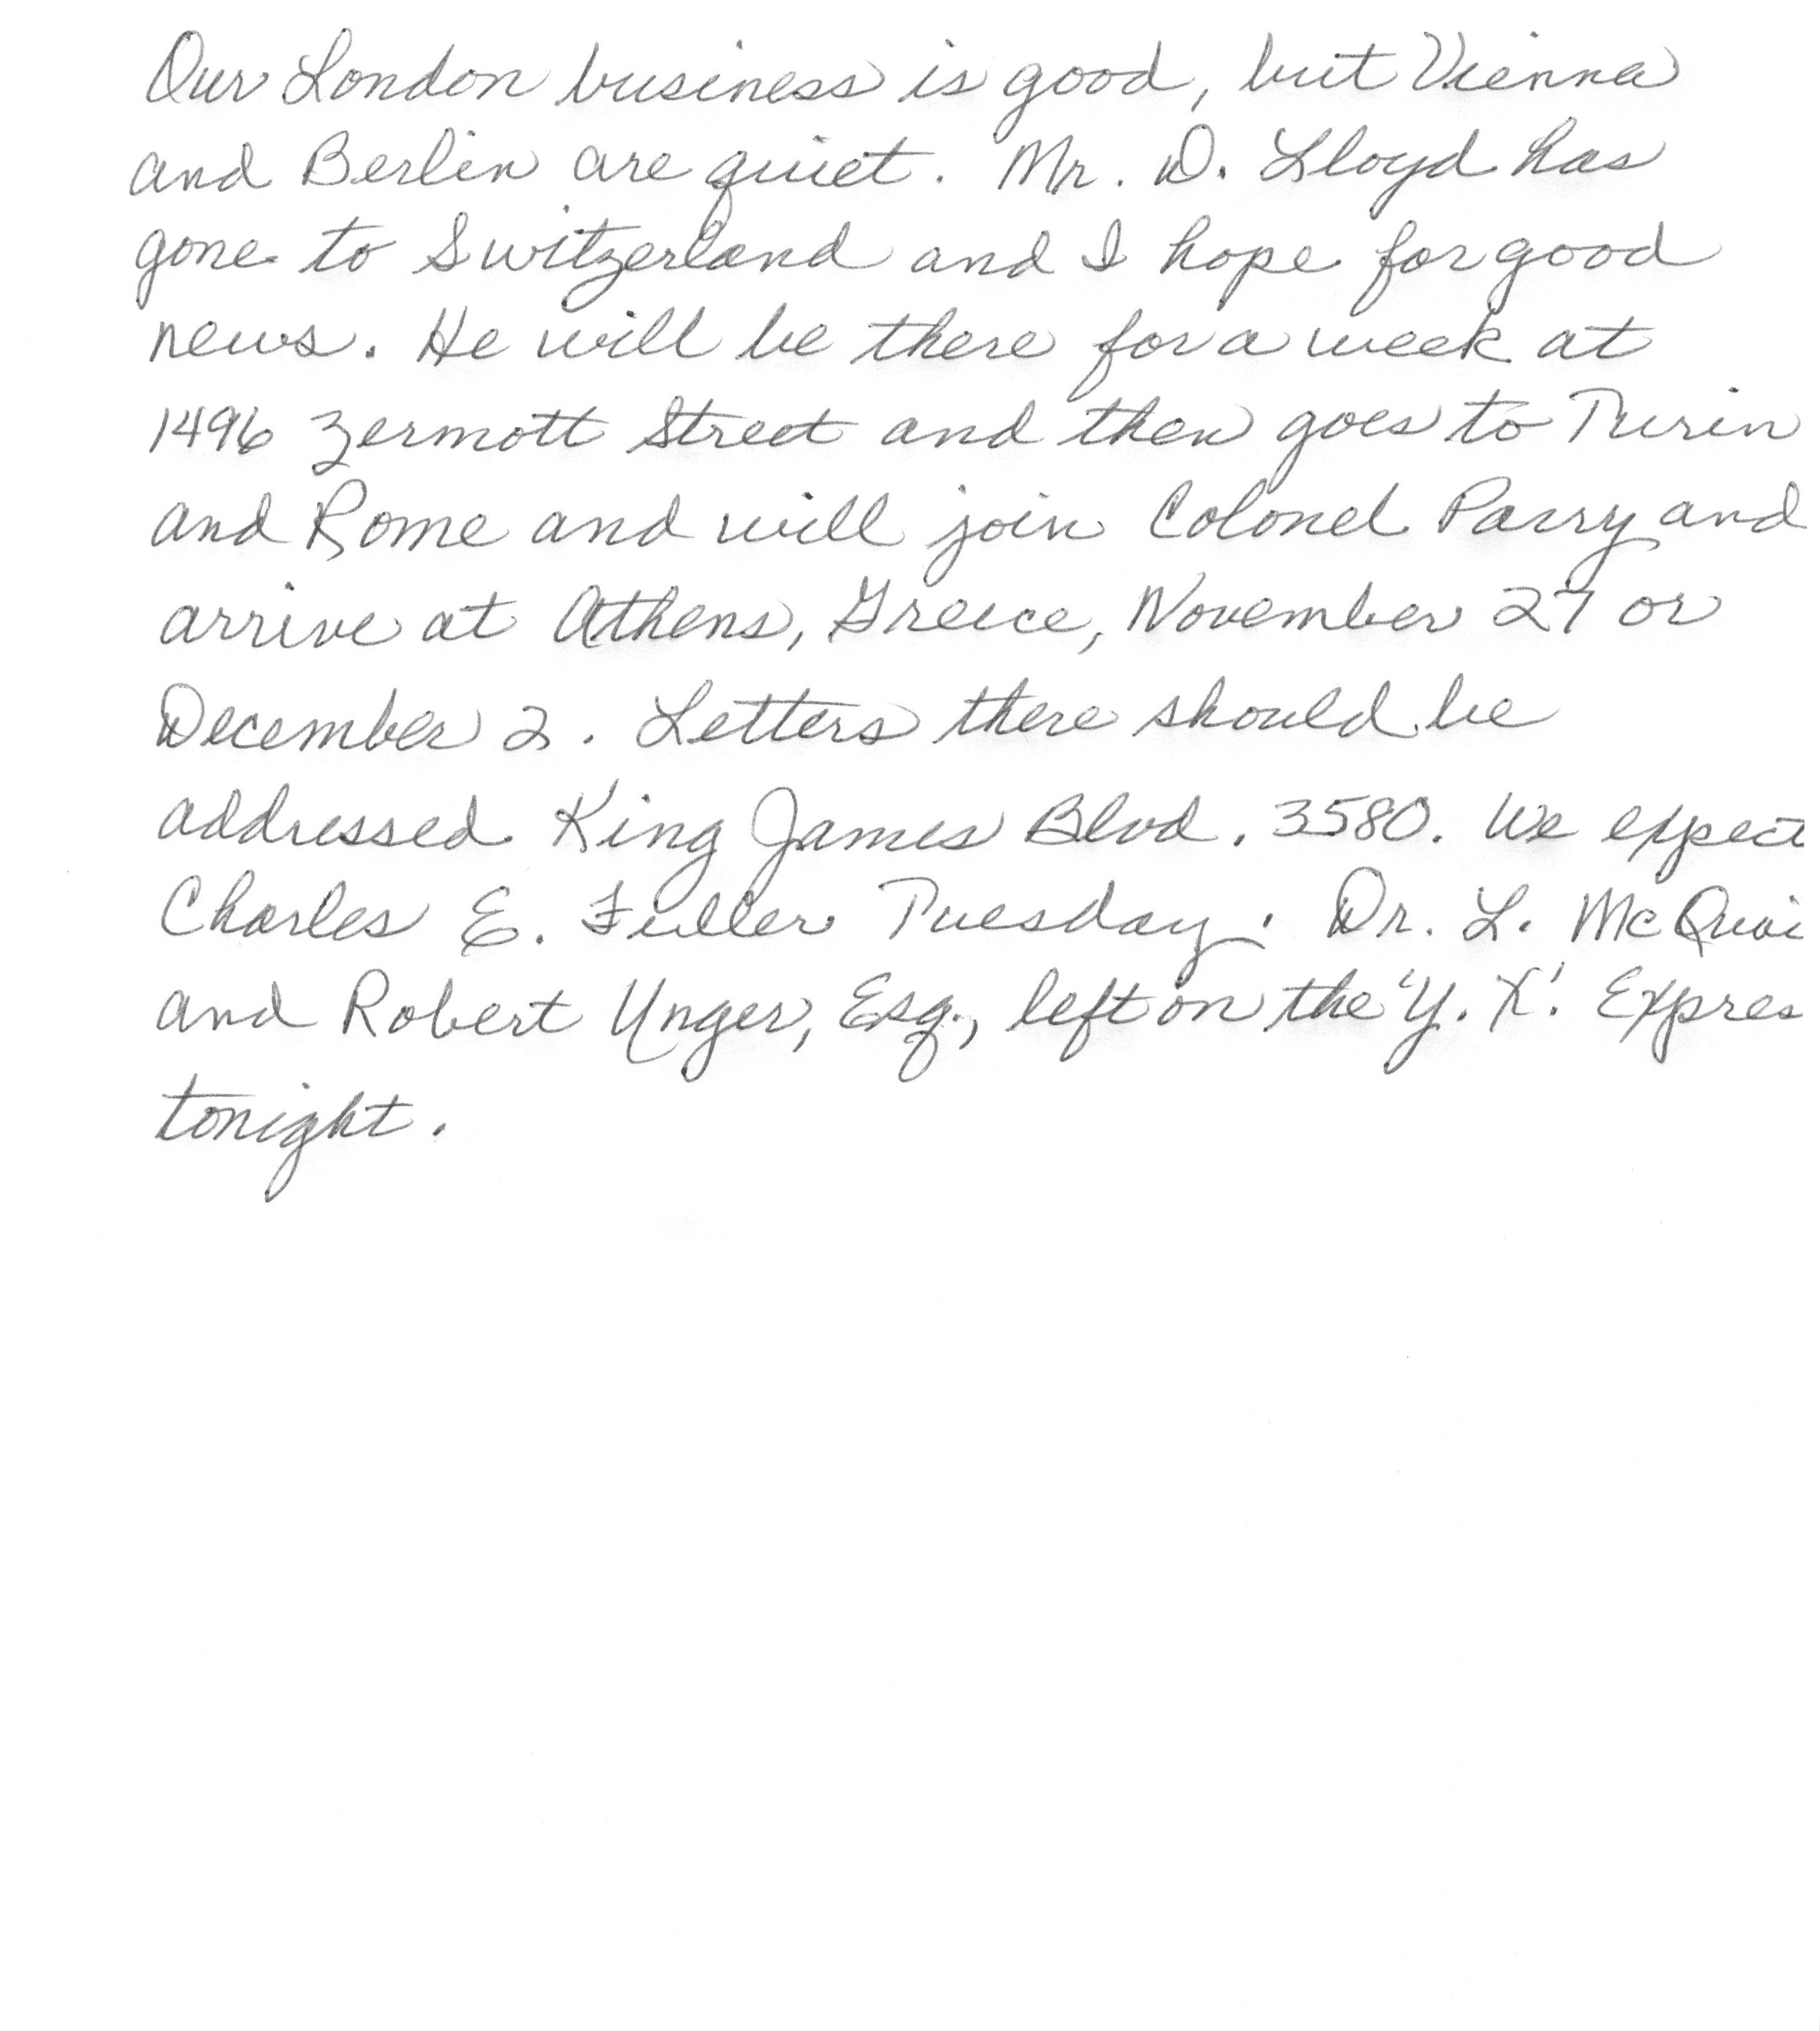 Our London business is good, but Vienna
and Berlin are quiet. Mr. D. Lloyd has
gone to Switzerland and I hope for good
news. He will be there for a week at
1496 Zermott Street and then goes to Turin
and Rome and will join Colonel Parry and
arrive at Athens, Greece, November 27 or
December 2. Letters there should be
addressed King James Blvd. 3580. We expect
Charles E. Fuller Tuesday. Dr. L. McQuai
and Robert Unger, Esq., left on the 'Y. X.' Expres
tonight.